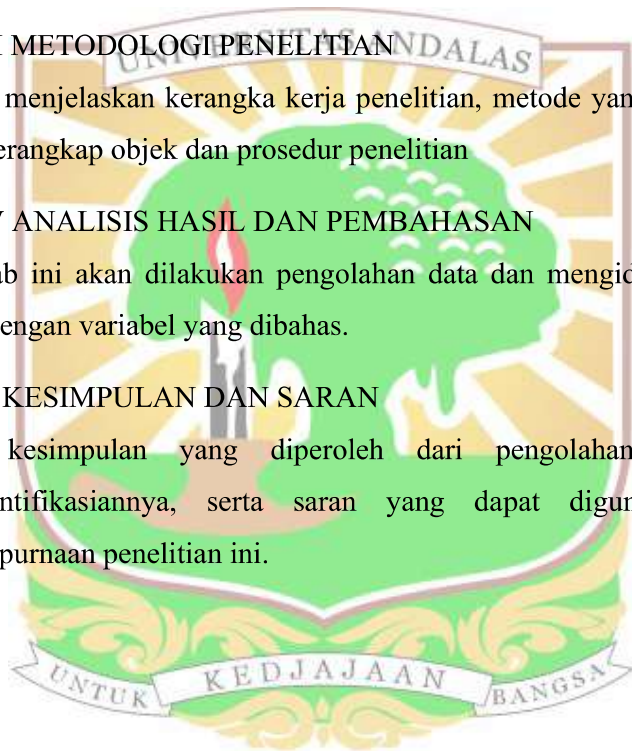 UNIVERSITAS ANDALAS
I METODOLOGI PENELITIAN
menjelaskan kerangka kerja penelitian, metode yan
erangkap objek dan prosedur penelitian
V ANALISIS HASIL DAN PEMBAHASAN
ab ini akan dilakukan pengolahan data dan mengid
engan variabel yang dibahas.
KESIMPULAN DAN SARAN
kesimpulan yang diperoleh dari pengolahan
ntifikasiannya, serta saran yang dapat digun
purnaan penelitian ini.
UNTUK KEDJAJAAN BANGSA